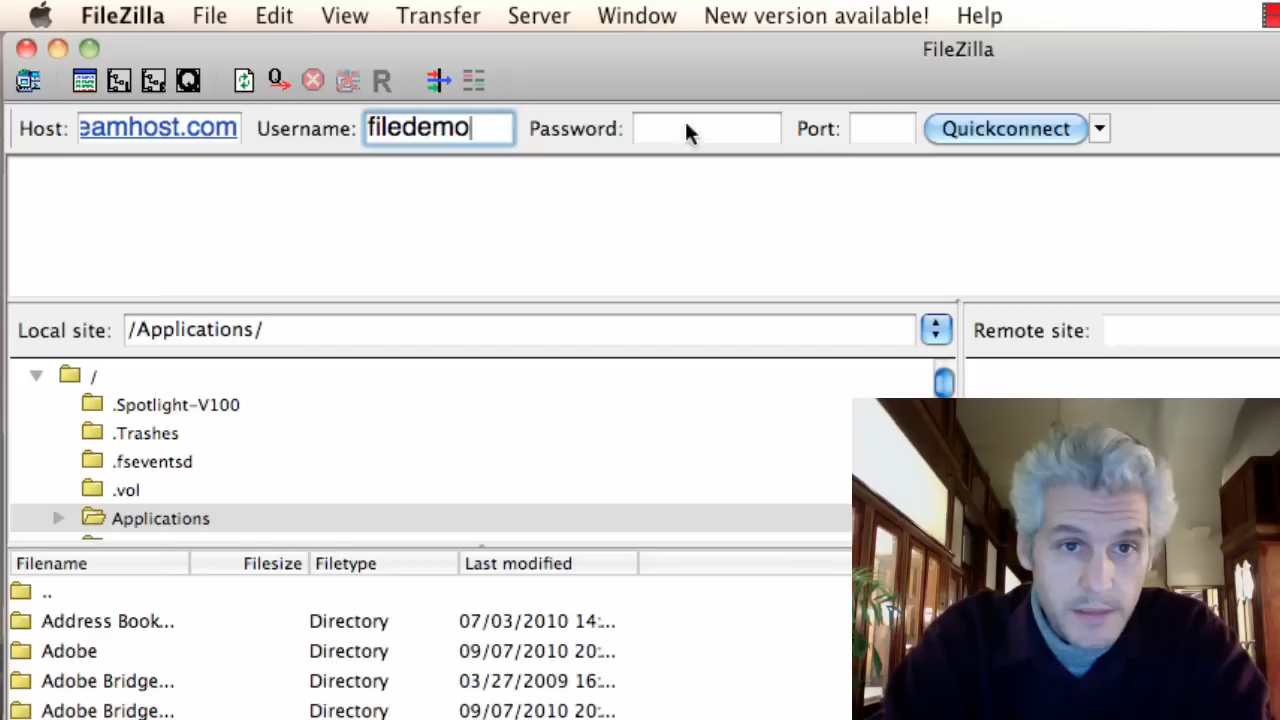 FileZilla File Edit View Transfer Server Window New version available! Help
FileZilla
Host: eamhost.com Username: filedemo Password: Port: Quickconnect
Local site: /Applications/ Remote site:
/
.Spotlight-V100
.Trashes
.fseventsd
.vol
Applications
Filename Filesize Filetype Last modified
..
Address Book... Directory 07/03/2010 14:...
Adobe Directory 09/07/2010 20:...
Adobe Bridge... Directory 03/27/2009 16:...
Adobe Bridge... Directory 09/07/2010 20:...